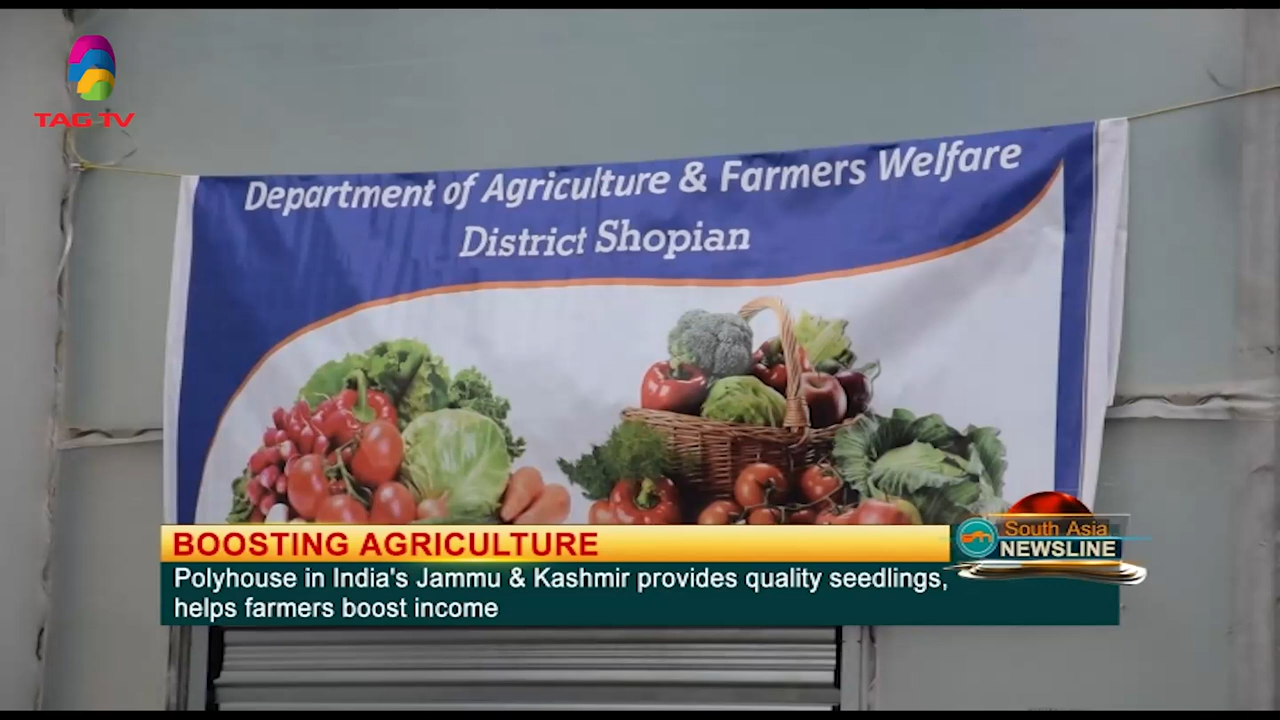 TAG TV
Department of Agriculture & Farmers Welfare
District Shopian
BOOSTING AGRICULTURE
South Asia
NEWSLINE
Polyhouse in India's Jammu & Kashmir provides quality seedlings,
helps farmers boost income